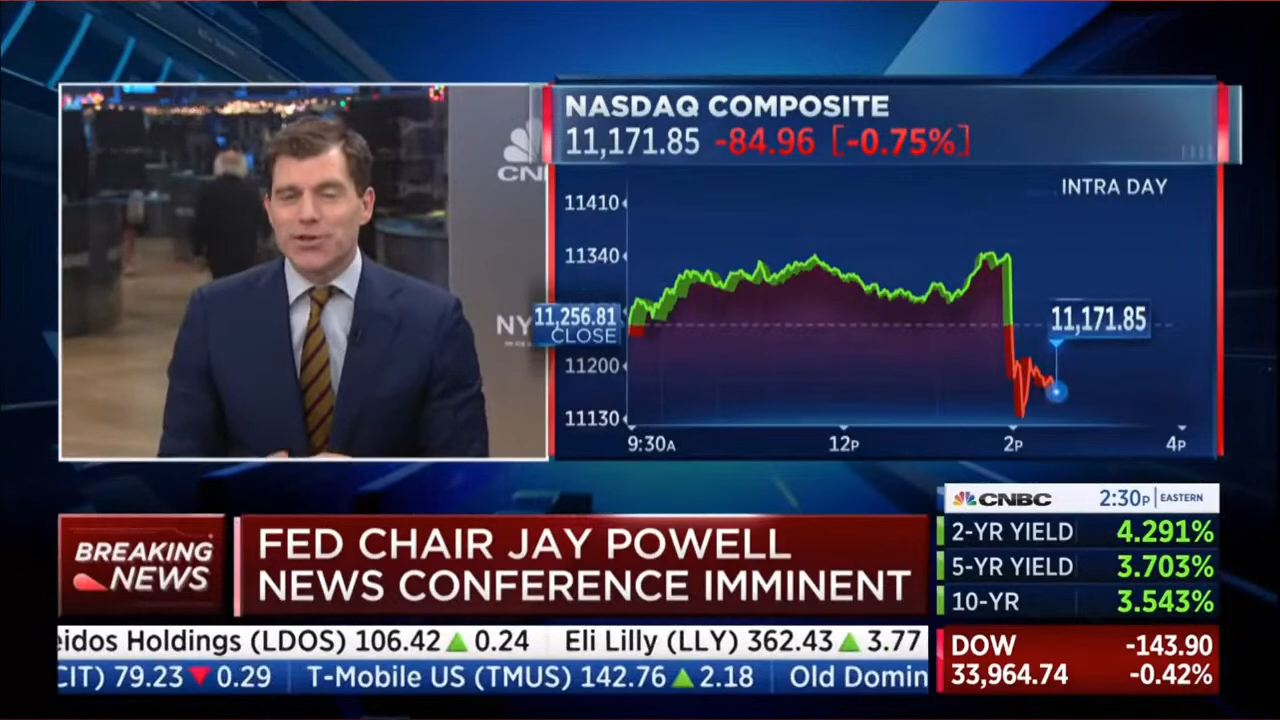 NASDAQ COMPOSITE
11,171.85 -84.96 [-0.75%]
INTRA DAY
11410
11340
11,256.81
CLOSE
11200
11130
11,171.85
9:30A
12P
2P
4P
CN
NY
BREAKING
NEWS
FED CHAIR JAY POWELL
NEWS CONFERENCE IMMINENT
eidos Holdings (LDOS) 106.42 ▲ 0.24 Eli Lilly (LLY) 362.43 ▲ 3.77
CIT) 79.23 ▼ 0.29 T-Mobile US (TMUS) 142.76 ▲ 2.18 Old Domin
CNBC 2:30P EASTERN
2-YR YIELD 4.291%
5-YR YIELD 3.703%
10-YR 3.543%
DOW -143.90
33,964.74 -0.42%